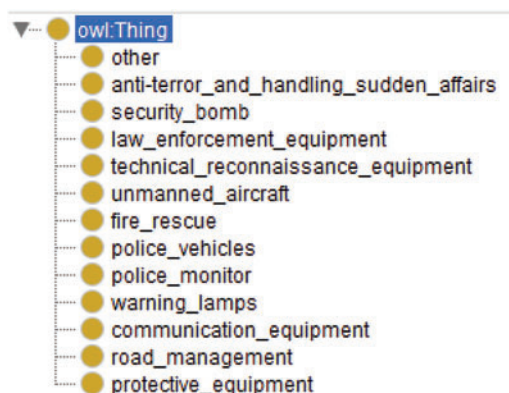 owl:Thing
other
anti-terror_and_handling_sudden_affairs
security_bomb
law_enforcement_equipment
technical_reconnaissance_equipment
unmanned_aircraft
fire_rescue
police_vehicles
police_monitor
warning_lamps
communication_equipment
road_management
protective_equipment